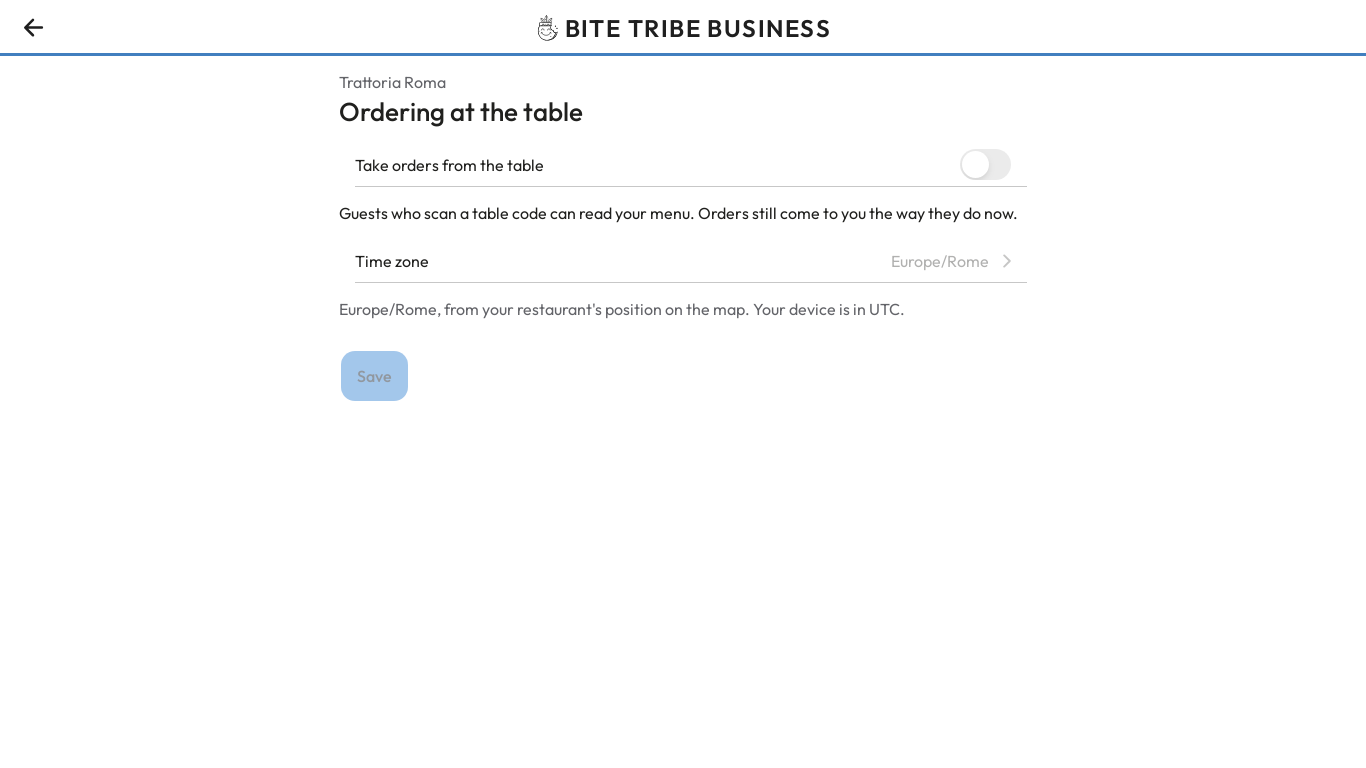 BITE TRIBE BUSINESS
Trattoria Roma
Ordering at the table
Take orders from the table
Guests who scan a table code can read your menu. Orders still come to you the way they do now.
Time zone Europe/Rome
Europe/Rome, from your restaurant's position on the map. Your device is in UTC.
Save